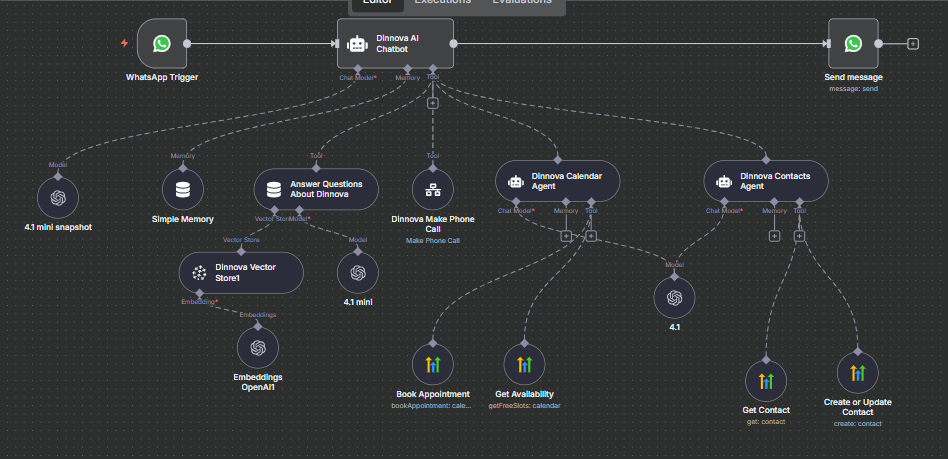 Editor Executions Evaluations
Dinnova AI
Chatbot
WhatsApp Trigger
Chat Model*
Memory
Tool
Send message
message: send
Model
Memory
Tool
Tool
4.1 mini snapshot
Simple Memory
Answer Questions
About Dinnova
Vector Store
Model*
Dinnova Make Phone
Call
Make Phone Call
Dinnova Calendar
Agent
Chat Model*
Memory
Tool
Dinnova Contacts
Agent
Chat Model*
Memory
Tool
Vector Store
Model
Dinnova Vector
Store1
4.1 mini
Embedding*
Embeddings
Embeddings
OpenAI1
Model
4.1
Book Appointment
bookAppointment: cale...
Get Availability
getFreeSlots: calendar
Get Contact
get: contact
Create or Update
Contact
create: contact